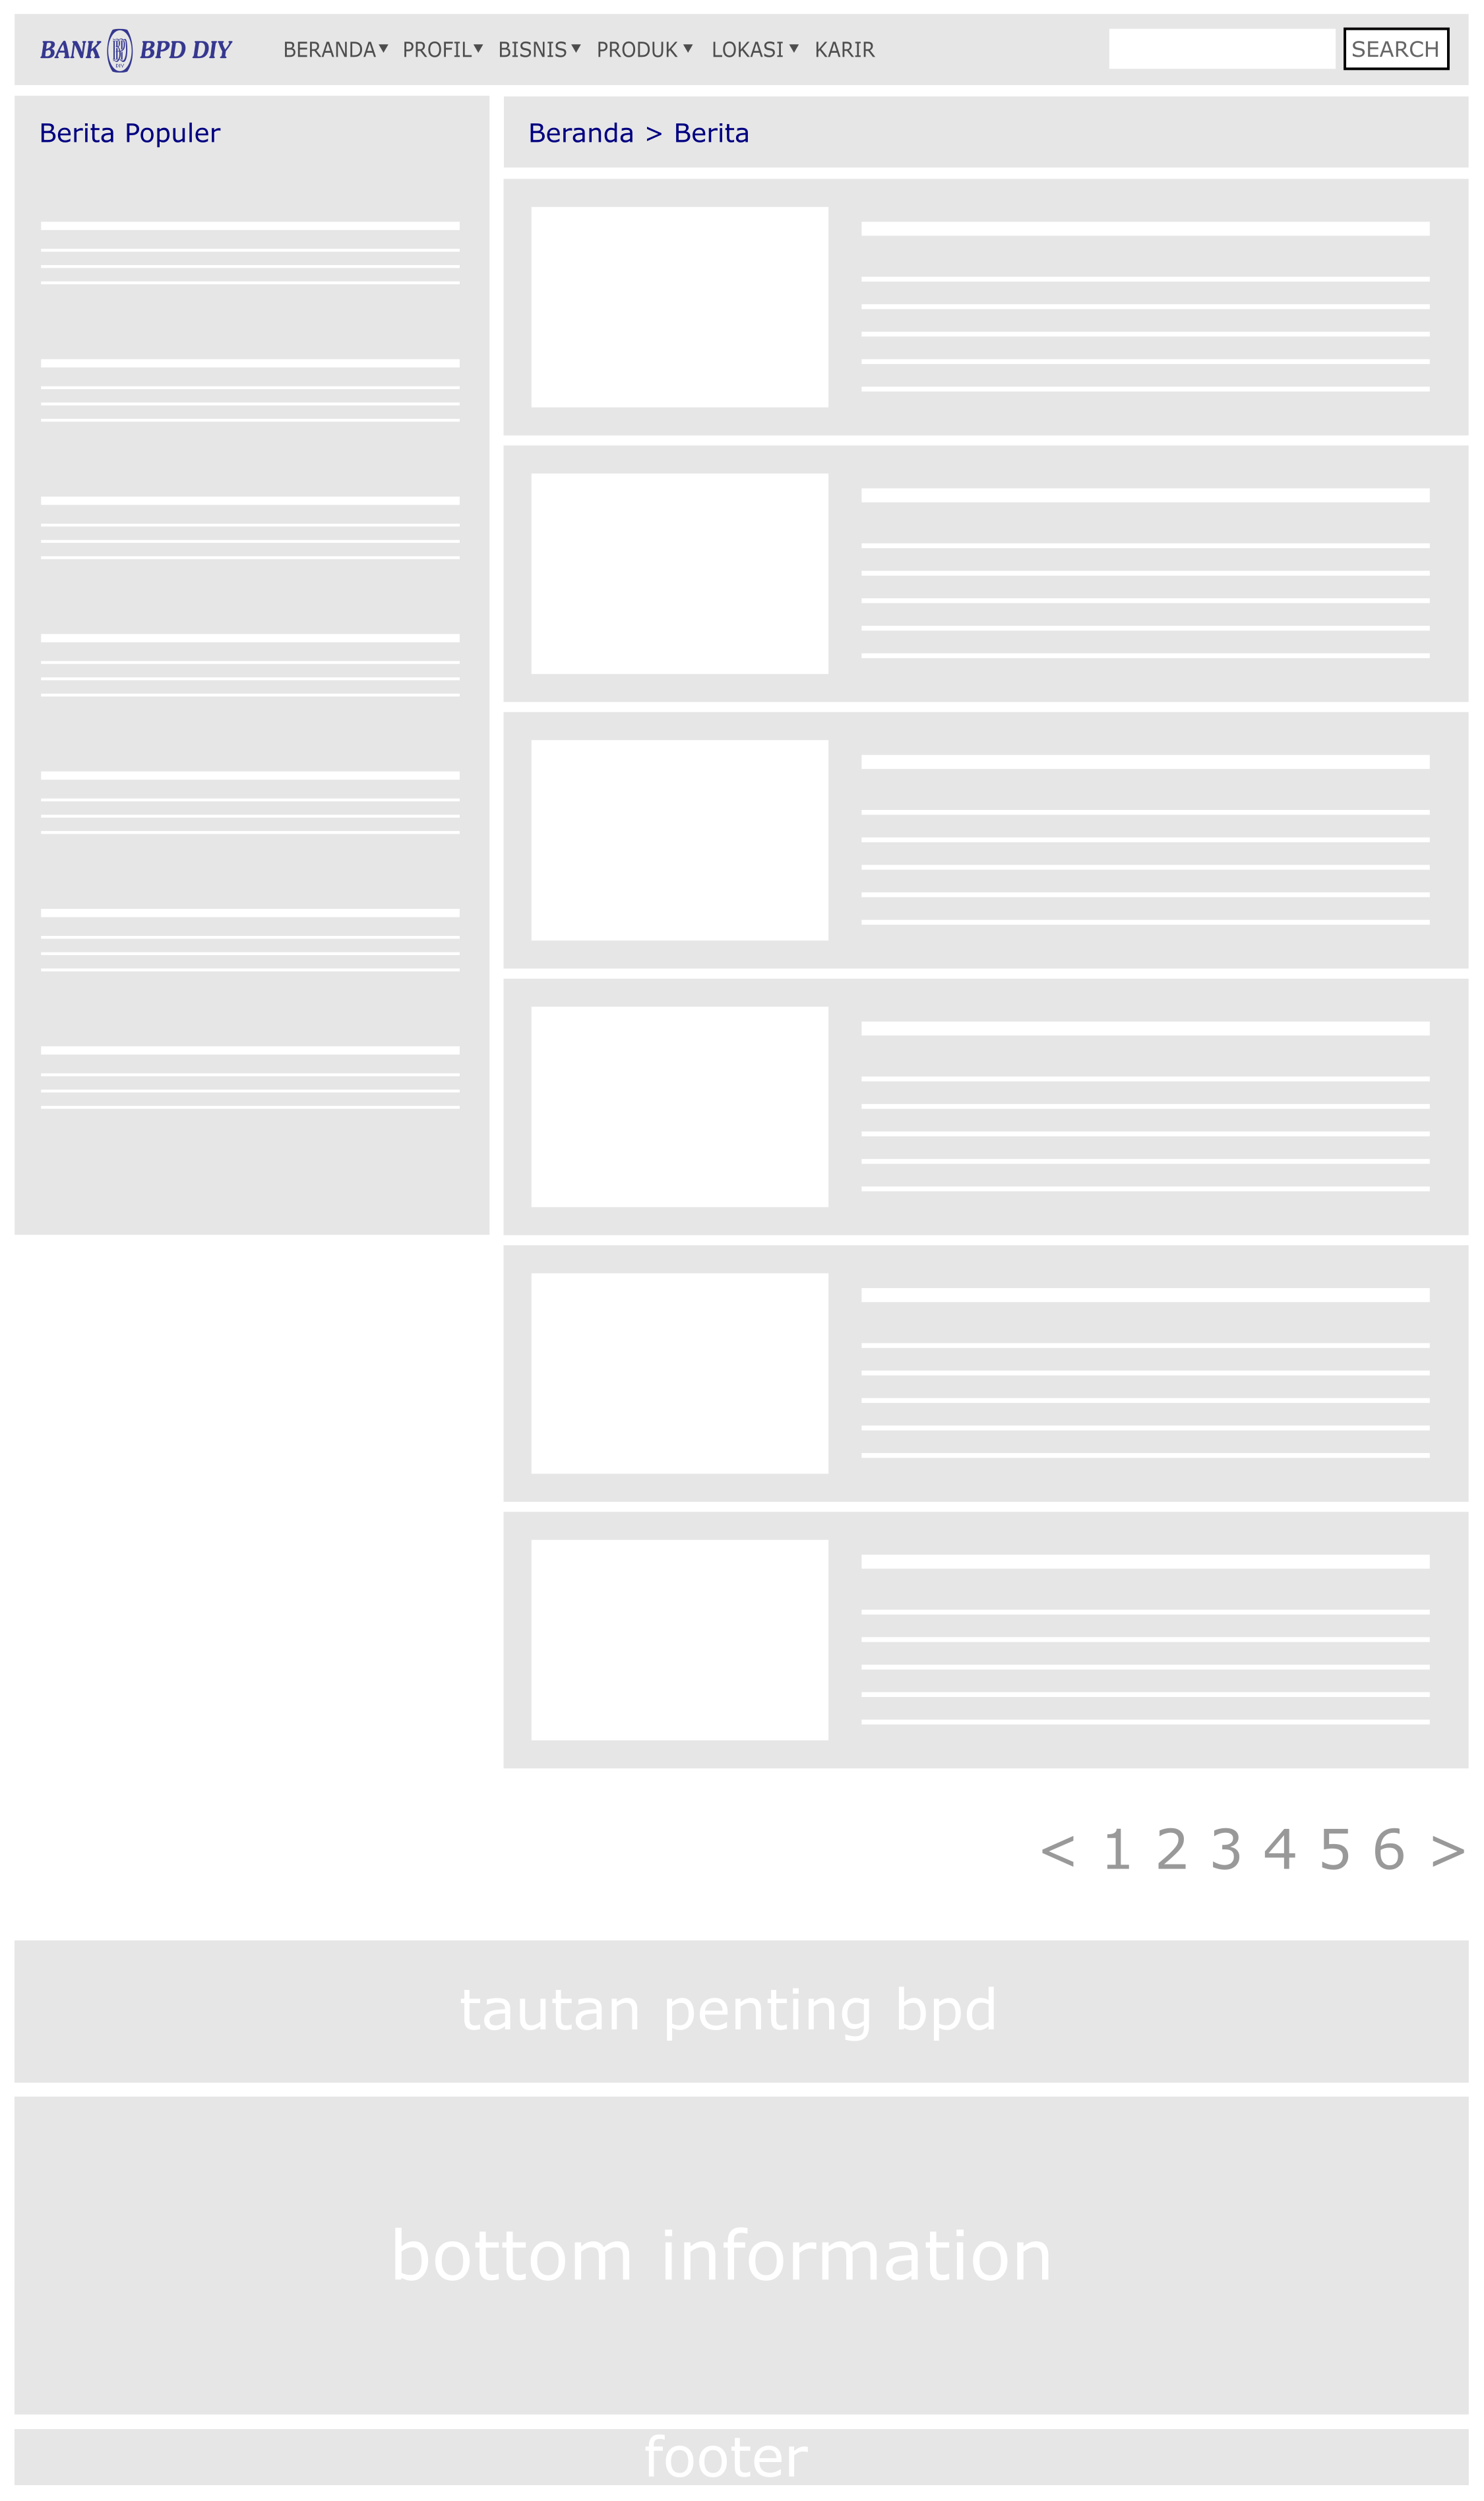 BANK BPD DIY BERANDA▼ PROFIL▼ BISNIS▼ PRODUK▼ LOKASI▼ KARIR SEARCH
Berita Populer
Beranda > Berita
< 1 2 3 4 5 6 >
tautan penting bpd
bottom information
footer